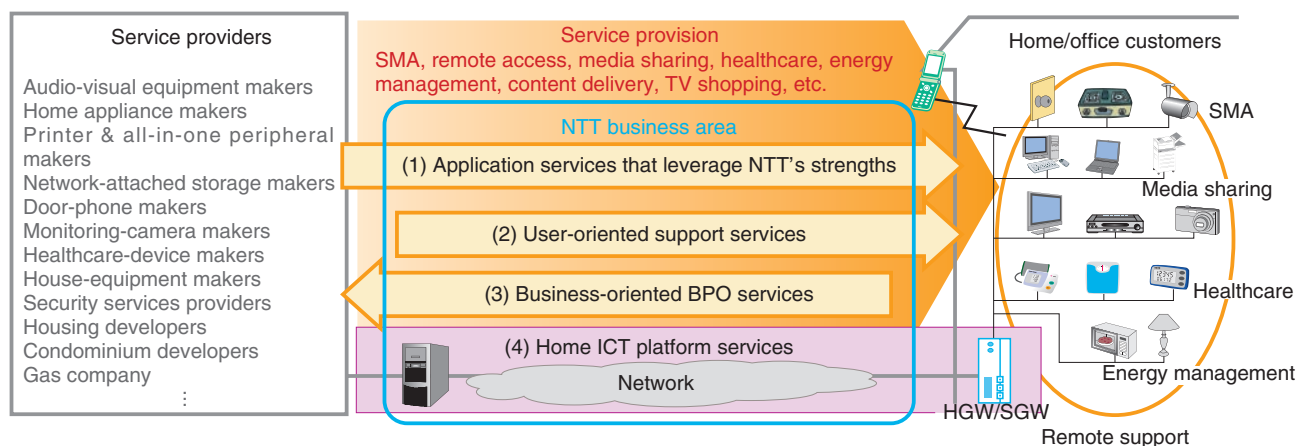 Service providers
Audio-visual equipment makers
Home appliance makers
Printer & all-in-one peripheral
makers
Network-attached storage makers
Door-phone makers
Monitoring-camera makers
Healthcare-device makers
House-equipment makers
Security services providers
Housing developers
Condominium developers
Gas company
⋮
Service provision
SMA, remote access, media sharing, healthcare, energy
management, content delivery, TV shopping, etc.
NTT business area
(1) Application services that leverage NTT’s strengths
(2) User-oriented support services
(3) Business-oriented BPO services
(4) Home ICT platform services
Network
HGW/SGW
Home/office customers
SMA
Media sharing
1
Healthcare
Energy management
Remote support